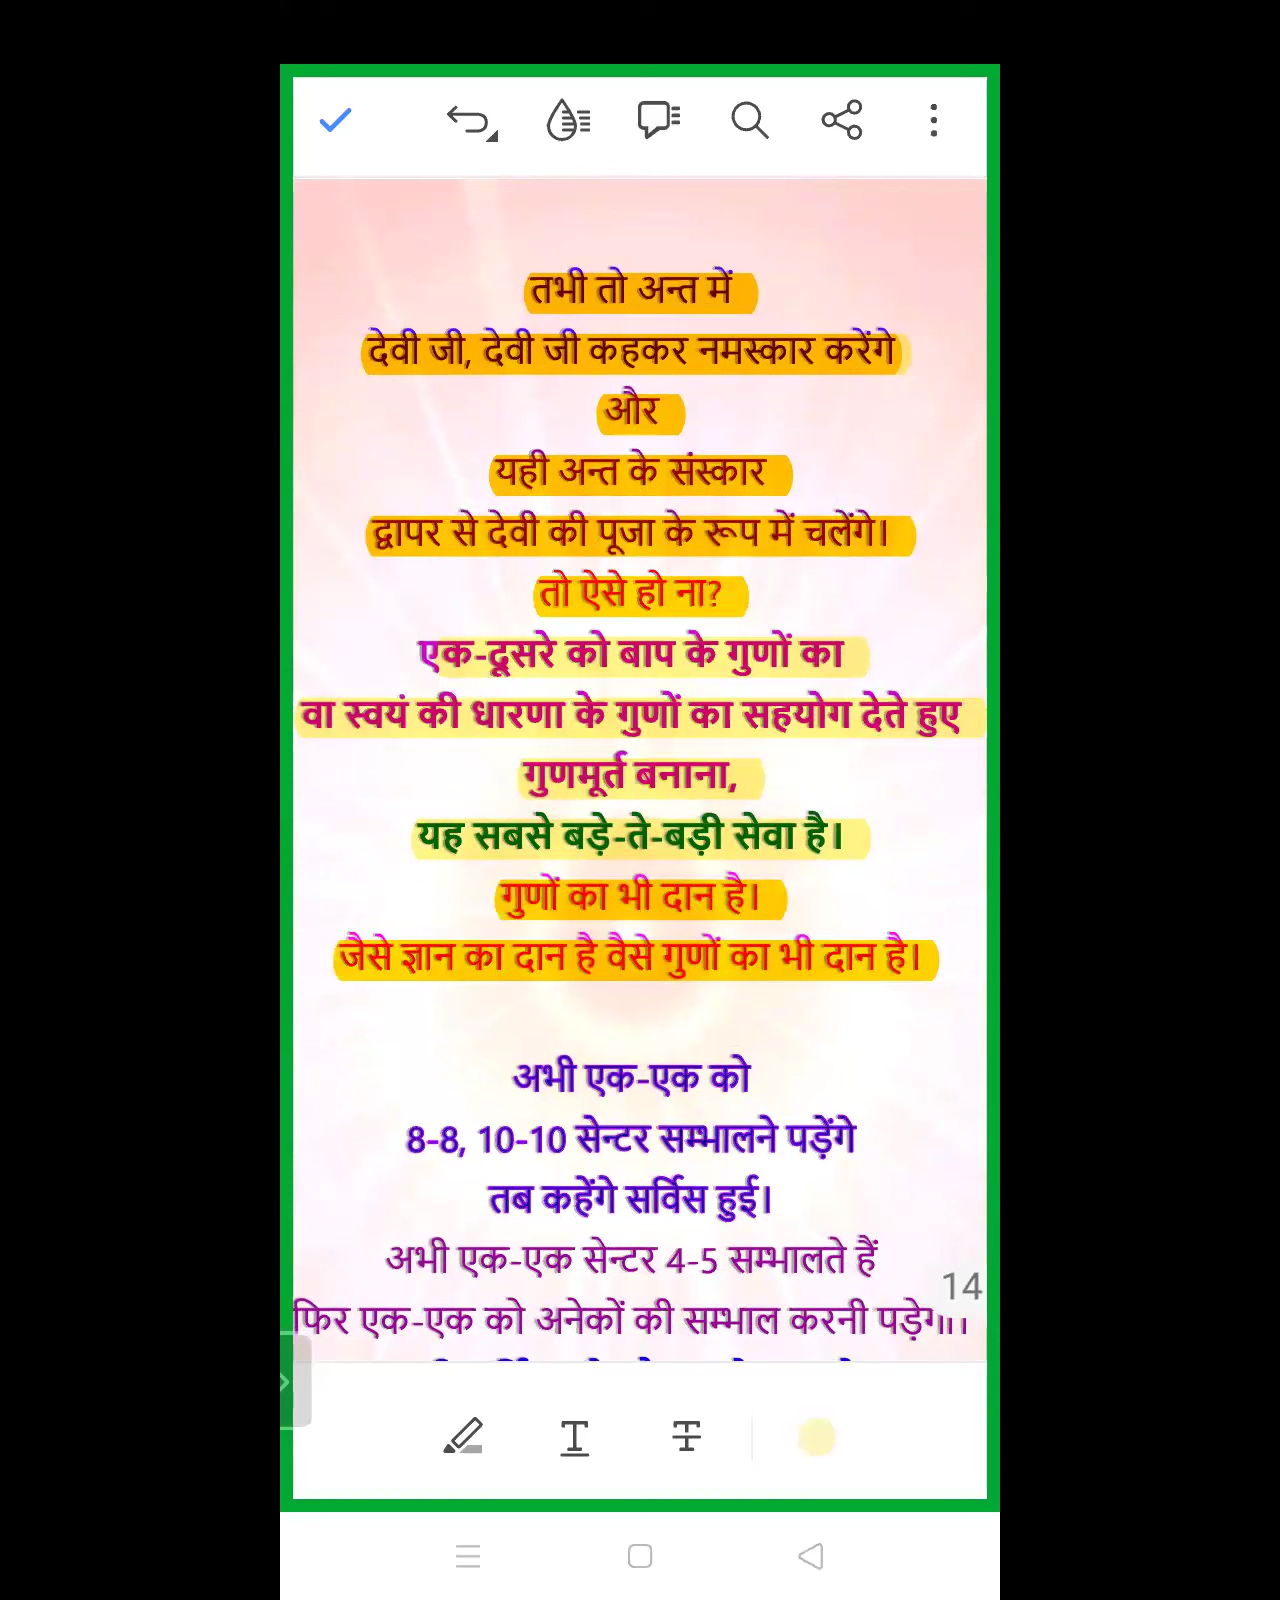 तभी तो अन्त में
देवी जी, देवी जी कहकर नमस्कार करेंगे
और
यही अन्त के संस्कार
द्वापर से देवी की पूजा के रूप में चलेंगे।
तो ऐसे हो ना?
एक-दूसरे को बाप के गुणों का
वा स्वयं की धारणा के गुणों का सहयोग देते हुए
गुणमूर्त बनाना,
यह सबसे बड़े-ते-बड़ी सेवा है।
गुणों का भी दान है।
जैसे ज्ञान का दान है वैसे गुणों का भी दान है।
अभी एक-एक को
8-8, 10-10 सेन्टर सम्भालने पड़ेंगे
तब कहेंगे सर्विस हुई।
अभी एक-एक सेन्टर 4-5 सम्भालते हैं
14
फिर एक-एक को अनेकों की सम्भाल करनी पड़ेगी।